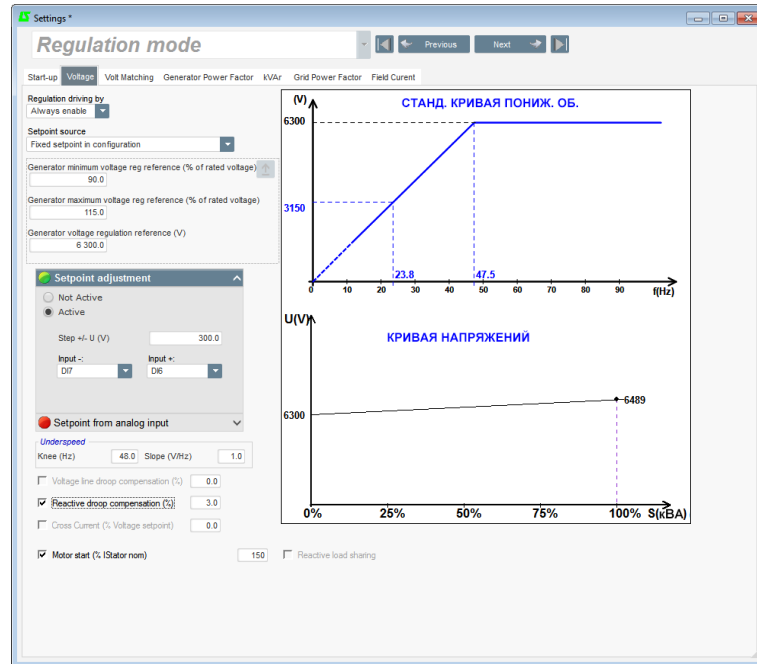 Settings *
Regulation mode
Previous
Next
Start-up
Voltage
Volt Matching
Generator Power Factor
kVAr
Grid Power Factor
Field Curent
Regulation driving by
Always enable
Setpoint source
Fixed setpoint in configuration
Generator minimum voltage reg reference (% of rated voltage)
90.0
Generator maximum voltage reg reference (% of rated voltage)
115.0
Generator voltage regulation reference (V)
6 300.0
Setpoint adjustment
Not Active
Active
Step +/- U (V)
300.0
Input -:
Input +:
DI7
DI6
Setpoint from analog input
Underspeed
Knee (Hz)
48.0
Slope (V/Hz)
1.0
Voltage line droop compensation (%)
0.0
Reactive droop compensation (%)
3.0
Cross Current (% Voltage setpoint)
0.0
Motor start (% IStator nom)
150
Reactive load sharing
(V)
СТАНД. КРИВАЯ ПОНИЖ. ОБ.
6300
3150
23.8
47.5
0 10 20 30 40 50 60 70 80 90 f(Hz)
U(V)
КРИВАЯ НАПРЯЖЕНИЙ
6489
6300
0% 25% 50% 75% 100% S(кВА)